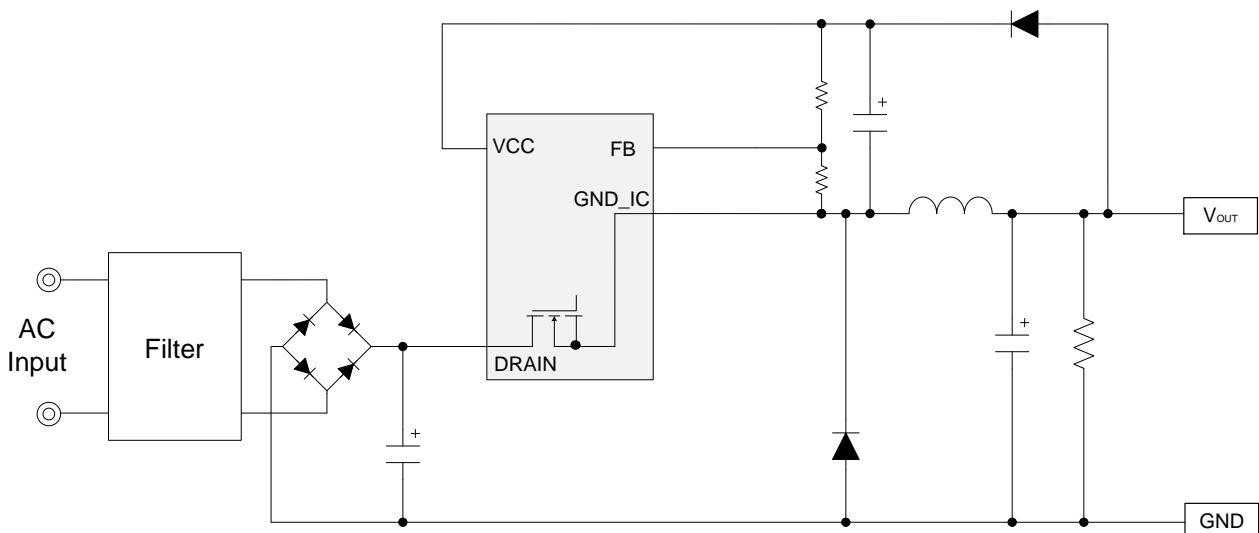 VCC
FB
GND_IC
VOUT
AC
Input
Filter
DRAIN
+
+
+
GND